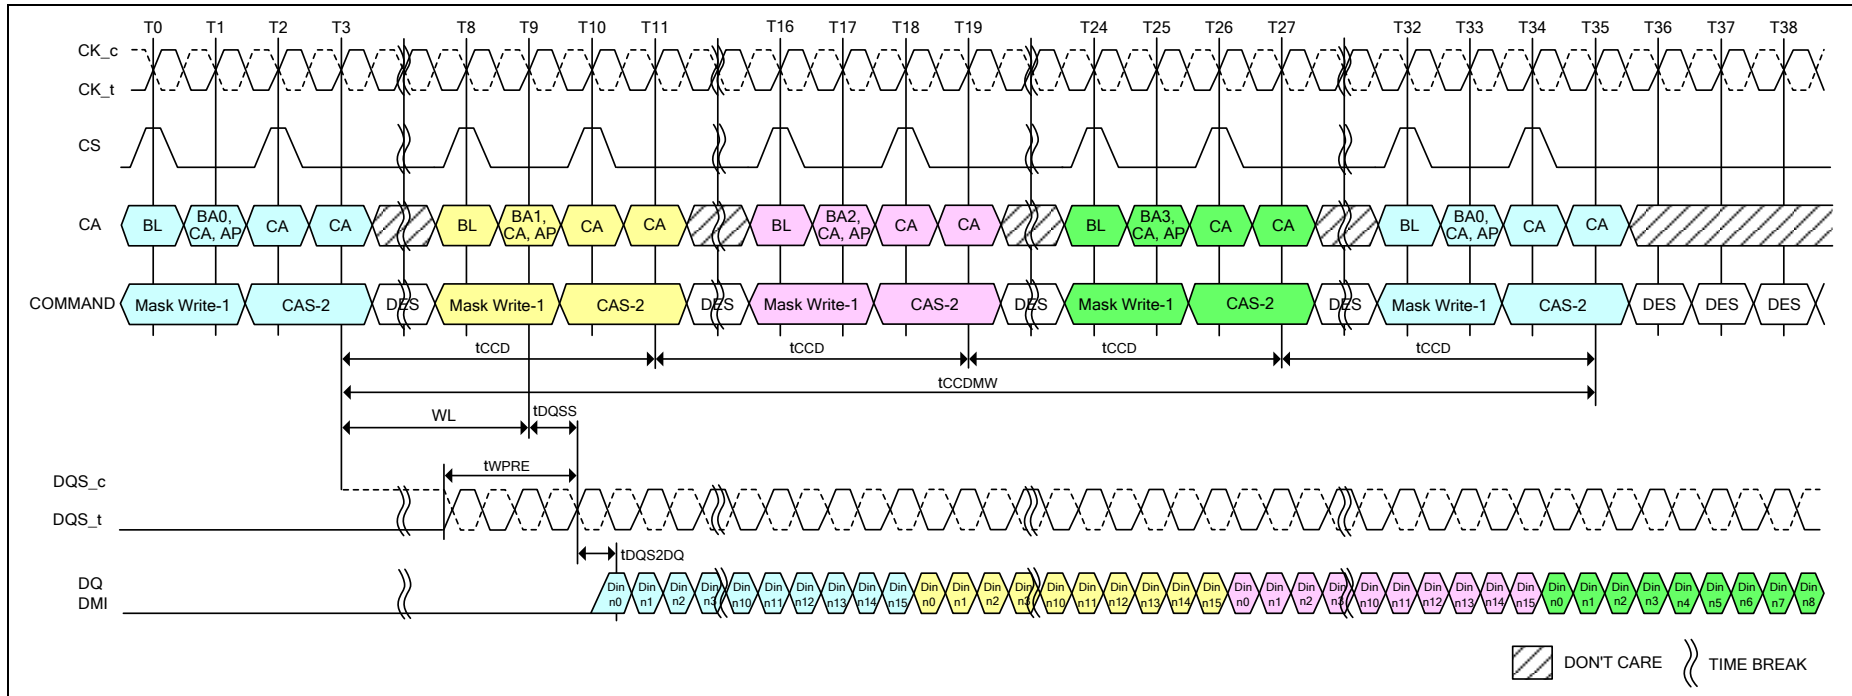 T0 T1 T2 T3 T8 T9 T10 T11 T16 T17 T18 T19 T24 T25 T26 T27 T32 T33 T34 T35 T36 T37 T38
CK_c
CK_t
CS
CA BL BA0, CA, AP CA CA BL BA1, CA, AP CA CA BL BA2, CA, AP CA CA BL BA3, CA, AP CA CA BL BA0, CA, AP CA CA
COMMAND Mask Write-1 CAS-2 DES Mask Write-1 CAS-2 DES Mask Write-1 CAS-2 DES Mask Write-1 CAS-2 DES Mask Write-1 CAS-2 DES DES DES
tCCD tCCD tCCD tCCD
tCCDMW
WL tDQSS
tWPRE
DQS_c
DQS_t
tDQS2DQ
DQ Din Din Din Din Din Din Din Din Din Din Din Din Din Din Din Din Din Din Din Din Din Din Din Din Din Din Din Din Din Din Din Din Din Din Din Din Din Din Din
DMI n0 n1 n2 n3 n10 n11 n12 n13 n14 n15 n0 n1 n2 n3 n10 n11 n12 n13 n14 n15 n0 n1 n2 n3 n10 n11 n12 n13 n14 n15 n0 n1 n2 n3 n4 n5 n6 n7 n8
DON'T CARE TIME BREAK